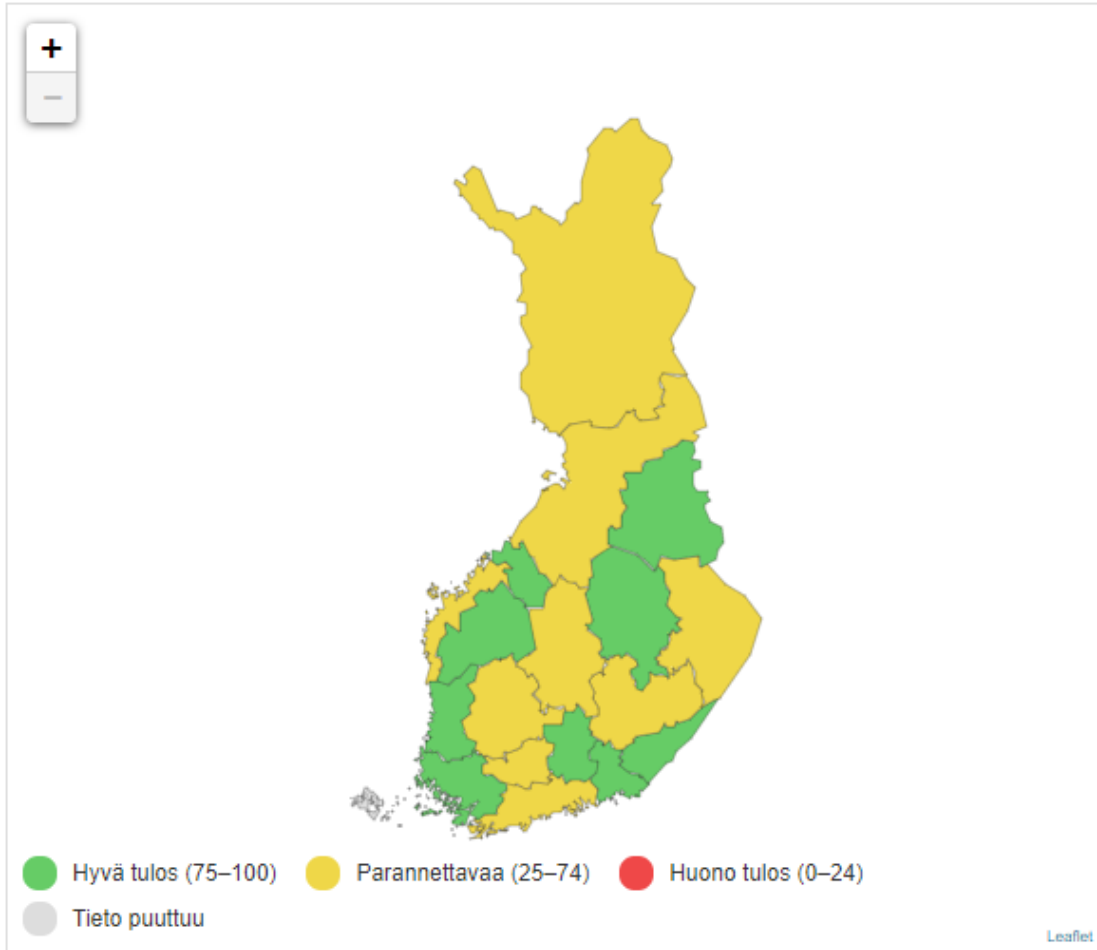 +
−
Hyvä tulos (75–100) Parannettavaa (25–74) Huono tulos (0–24)
Tieto puuttuu
Leaflet